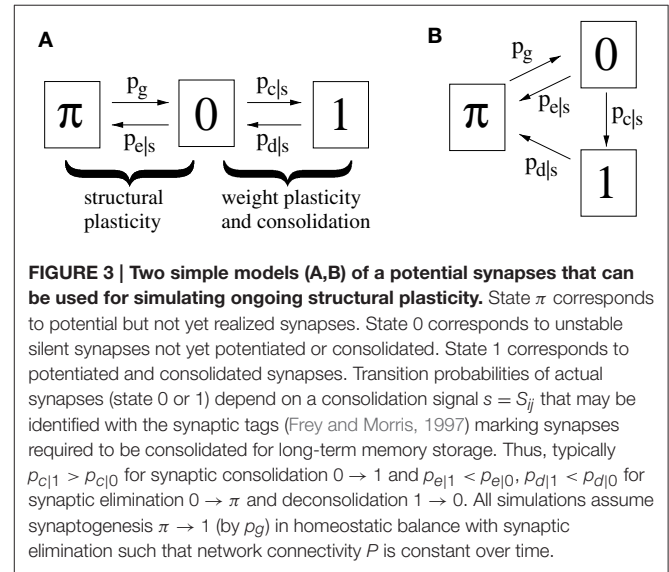 A
B
p_g
p_c|s
π
0
1
p_e|s
p_d|s
structural
plasticity
weight plasticity
and consolidation
p_g
0
p_e|s
π
p_c|s
p_d|s
1
FIGURE 3 | Two simple models (A,B) of a potential synapses that can
be used for simulating ongoing structural plasticity. State π corresponds
to potential but not yet realized synapses. State 0 corresponds to unstable
silent synapses not yet potentiated or consolidated. State 1 corresponds to
potentiated and consolidated synapses. Transition probabilities of actual
synapses (state 0 or 1) depend on a consolidation signal s = S_ij that may be
identified with the synaptic tags (Frey and Morris, 1997) marking synapses
required to be consolidated for long-term memory storage. Thus, typically
p_c|1 > p_c|0 for synaptic consolidation 0 → 1 and p_e|1 < p_e|0, p_d|1 < p_d|0 for
synaptic elimination 0 → π and deconsolidation 1 → 0. All simulations assume
synaptogenesis π → 1 (by p_g) in homeostatic balance with synaptic
elimination such that network connectivity P is constant over time.